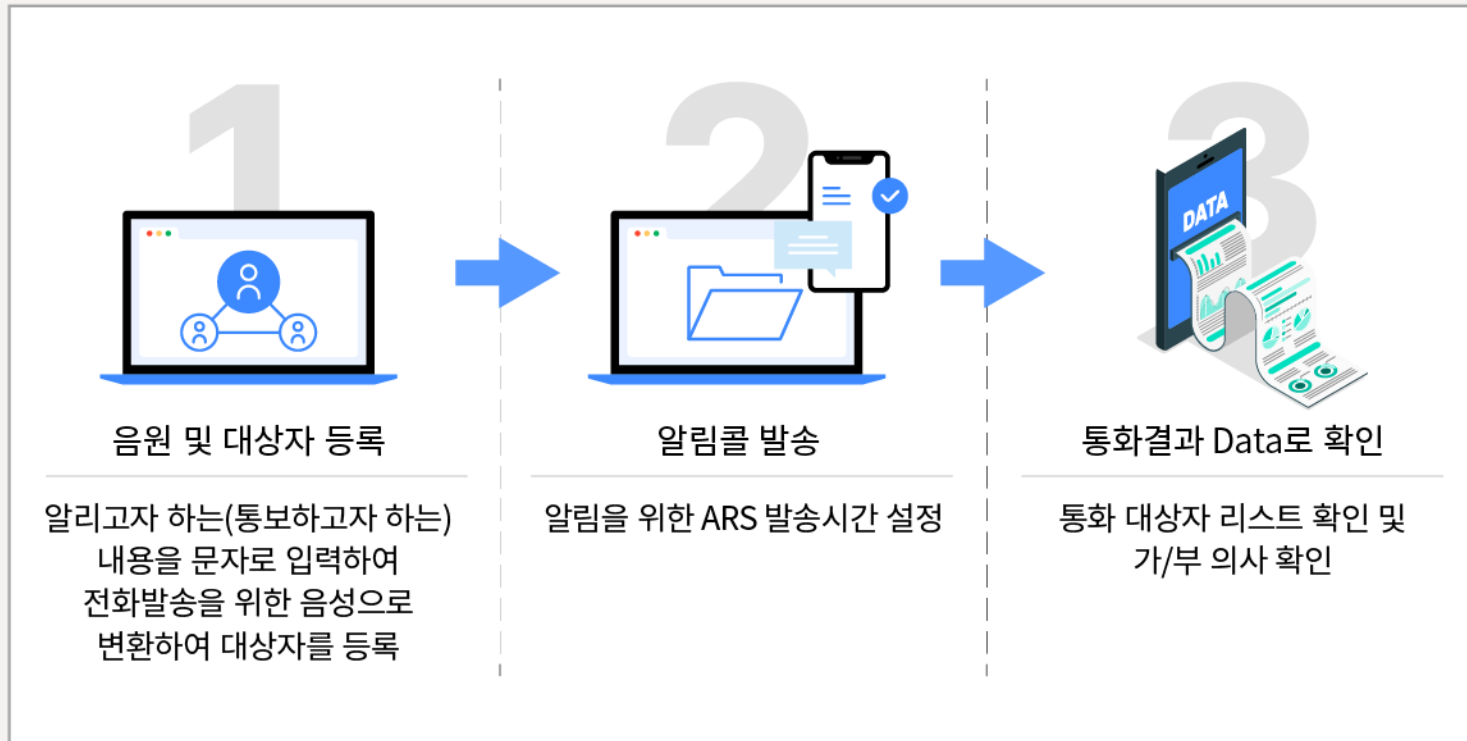 1
음원 및 대상자 등록
알리고자 하는(통보하고자 하는)
내용을 문자로 입력하여
전화발송을 위한 음성으로
변환하여 대상자를 등록
2
알림콜 발송
알림을 위한 ARS 발송시간 설정
3
DATA
통화결과 Data로 확인
통화 대상자 리스트 확인 및
가/부 의사 확인